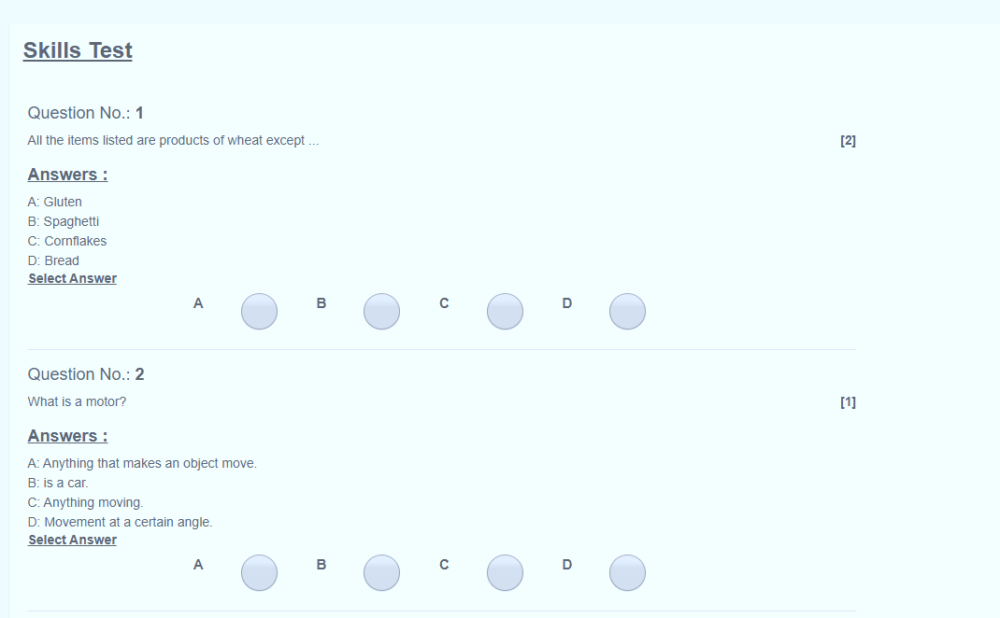 Skills Test
Question No.: 1
All the items listed are products of wheat except ... [2]
Answers :
A: Gluten
B: Spaghetti
C: Cornflakes
D: Bread
Select Answer
A B C D
Question No.: 2
What is a motor? [1]
Answers :
A: Anything that makes an object move.
B: is a car.
C: Anything moving.
D: Movement at a certain angle.
Select Answer
A B C D